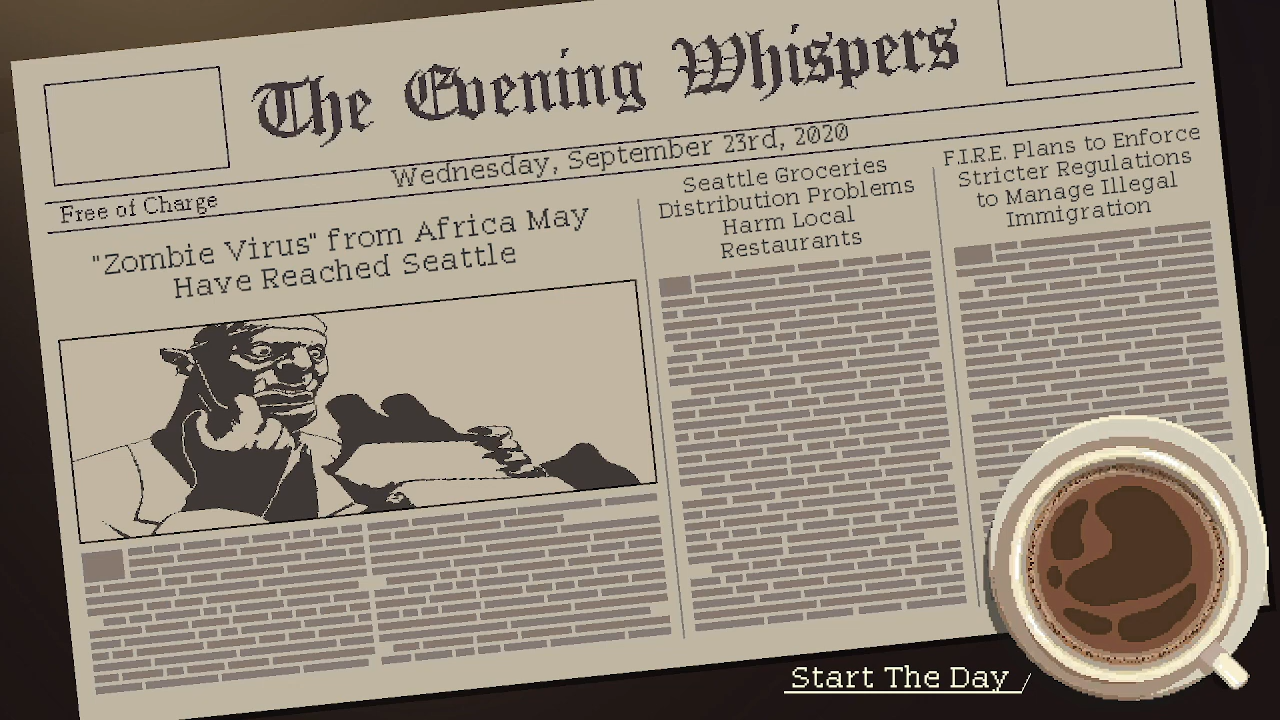 The Evening Whispers
Wednesday, September 23rd, 2020
Free of Charge
"Zombie Virus" from Africa May
Have Reached Seattle
Seattle Groceries
Distribution Problems
Harm Local
Restaurants
F.I.R.E. Plans to Enforce
Stricter Regulations
to Manage Illegal
Immigration
Start The Day